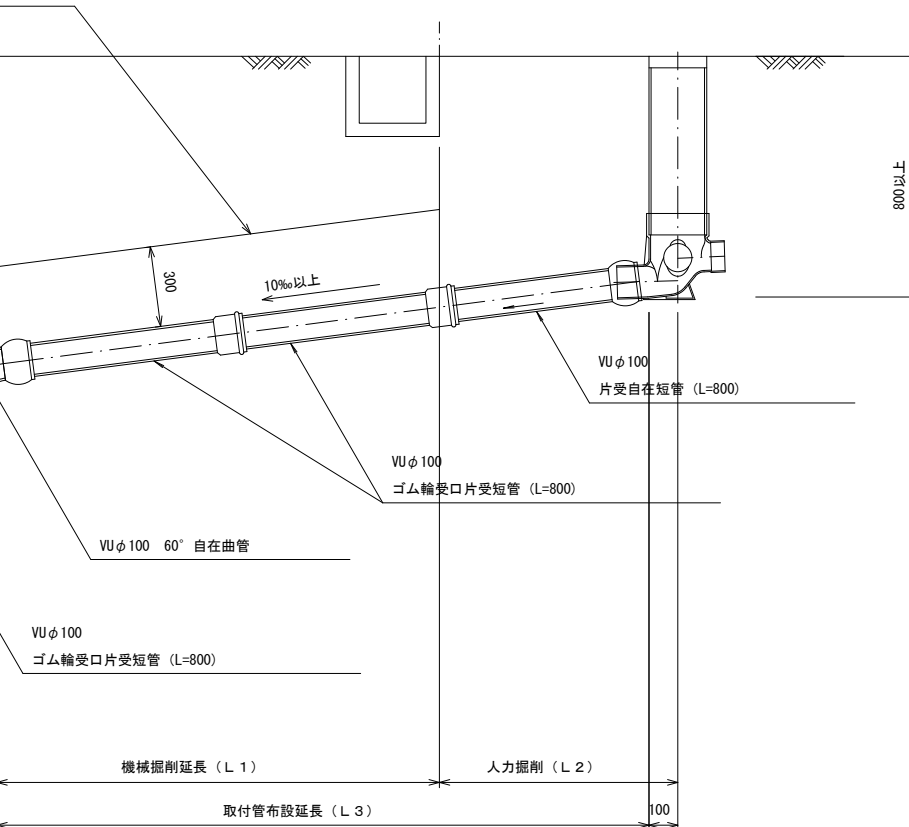 800以上
300
10‰以上
VUφ100
片受自在短管 (L=800)
VUφ100
ゴム輪受口片受短管 (L=800)
VUφ100 60°自在曲管
VUφ100
ゴム輪受口片受短管 (L=800)
機械掘削延長(L1)
人力掘削(L2)
取付管布設延長(L3)
100